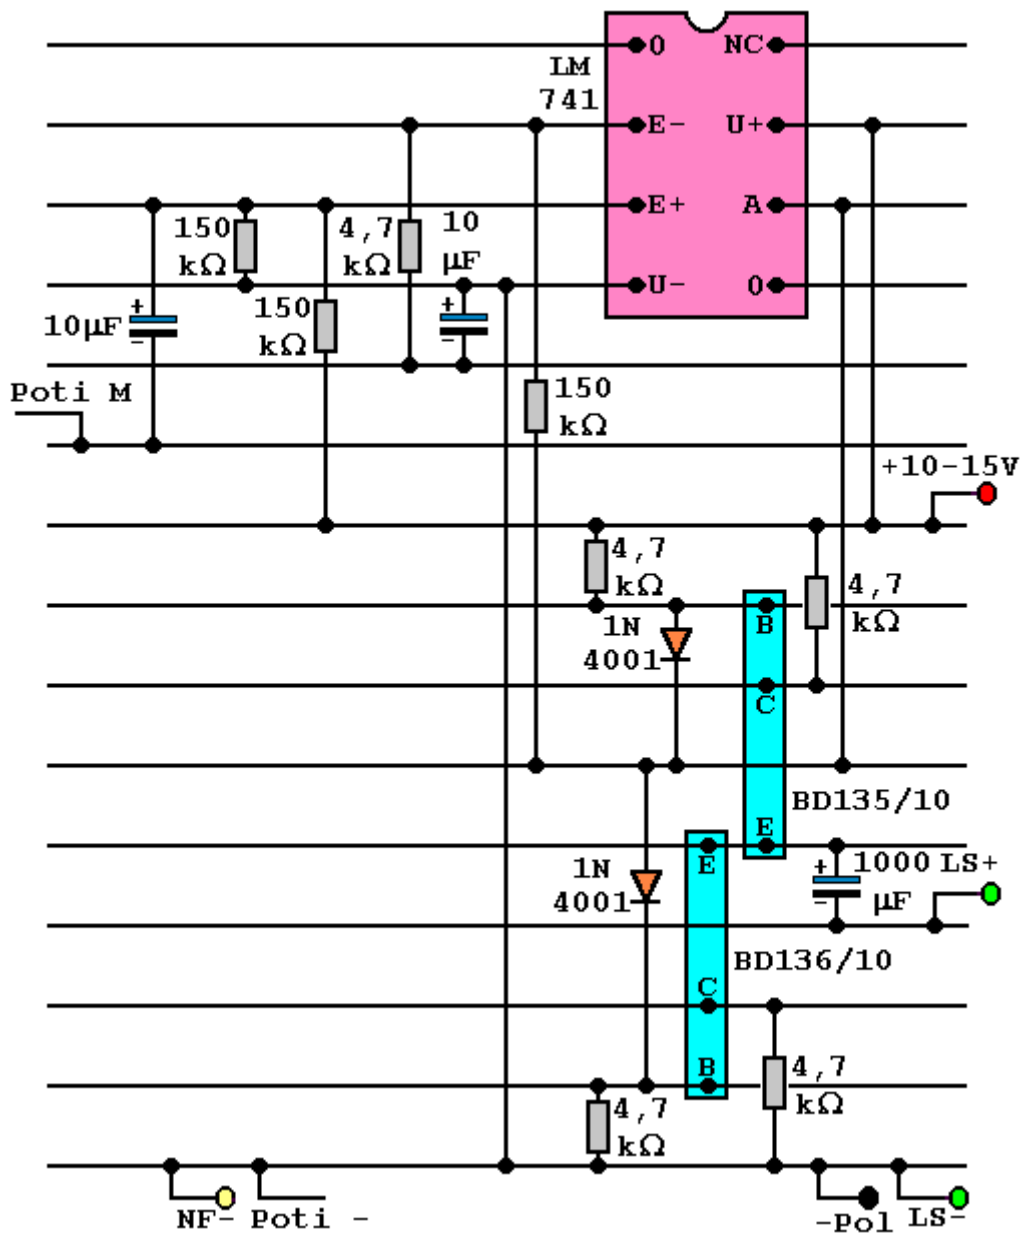 0 NC
LM
741
E- U+
E+ A
U- 0
150
kΩ
4,7
kΩ
10
µF
+
-
10µF
+
-
150
kΩ
150
kΩ
Poti M
+10-15V
4,7
kΩ
4,7
kΩ
B
1N
4001
C
BD135/10
E
E
1N
4001
+
-
1000
µF
LS+
BD136/10
C
B
4,7
kΩ
4,7
kΩ
NF-
Poti -
-Pol
LS-